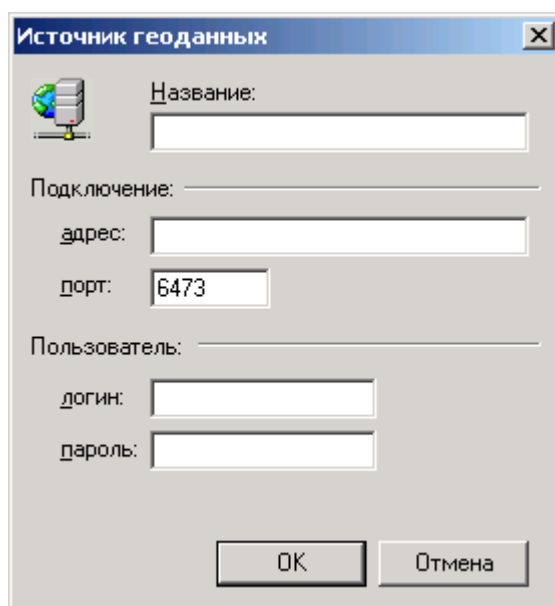 Источник геоданных
Название:
Подключение:
адрес:
порт: 6473
Пользователь:
логин:
пароль:
OK Отмена